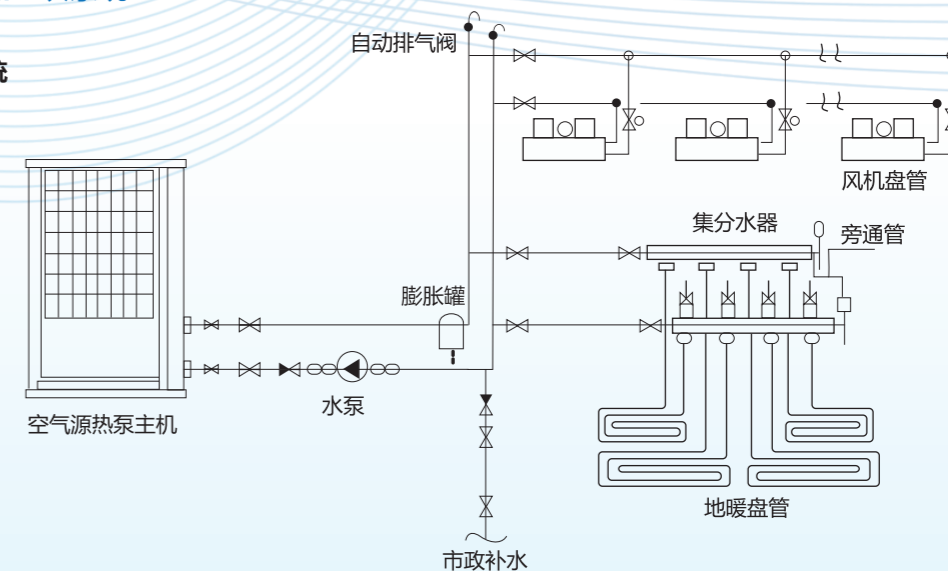 统
自动排气阀
风机盘管
集分水器
旁通管
膨胀罐
水泵
空气源热泵主机
地暖盘管
市政补水